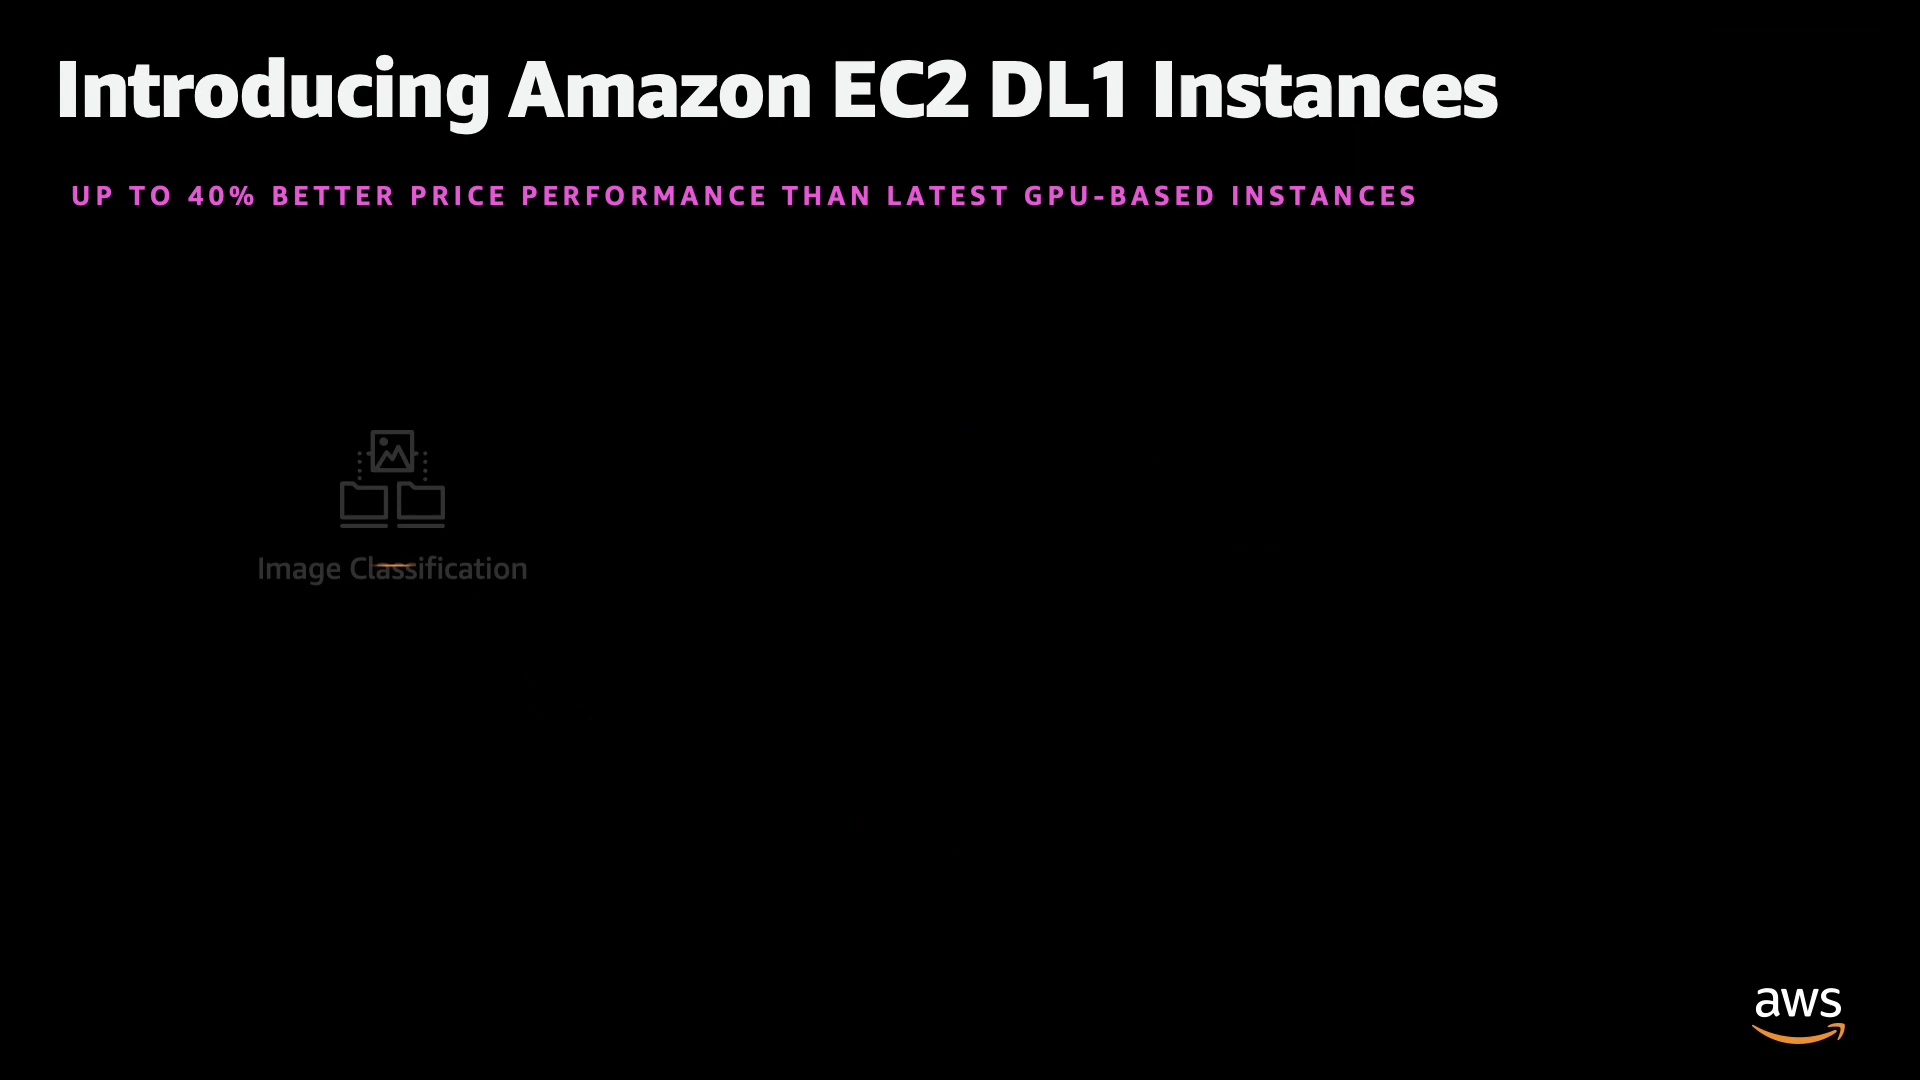 Introducing Amazon EC2 DL1 Instances
UP TO 40% BETTER PRICE PERFORMANCE THAN LATEST GPU-BASED INSTANCES
Image Classification
aws